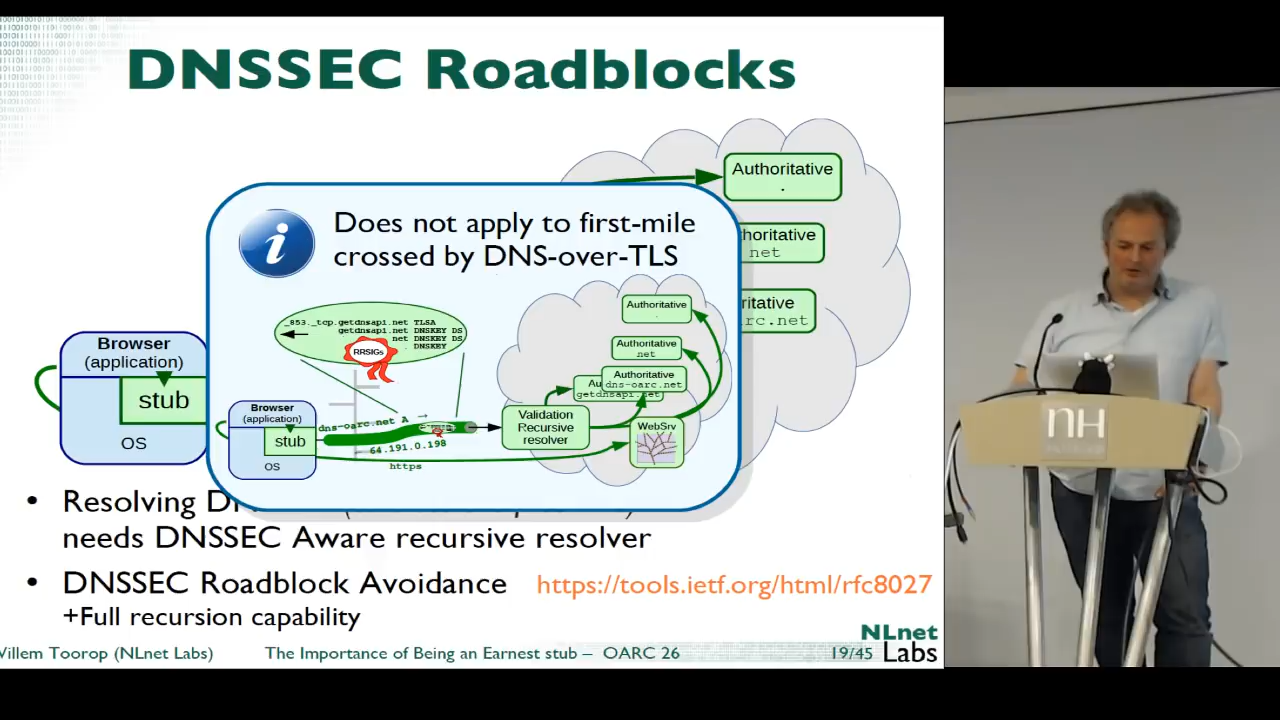 DNSSEC Roadblocks
Authoritative
.
horitative
net
ritative
rc.net
Does not apply to first-mile
crossed by DNS-over-TLS
_853._tcp.getdnsapi.net TLSA
getdnsapi.net DNSKEY DS
net DNSKEY DS
DNSKEY
RRSIGs
Authoritative
.
Authoritative
net
Authoritative
dns-oarc.net
Au
getdnsapi.net
Browser
(application)
stub
OS
Browser
(application)
stub
OS
dns-oarc.net A →
← 64.191.0.198
https
Validation
Recursive
resolver
WebSrv
• Resolving D
needs DNSSEC Aware recursive resolver
• DNSSEC Roadblock Avoidance https://tools.ietf.org/html/rfc8027
+Full recursion capability
Villem Toorop (NLnet Labs) The Importance of Being an Earnest stub – OARC 26 19/45
NLnet
Labs
nH